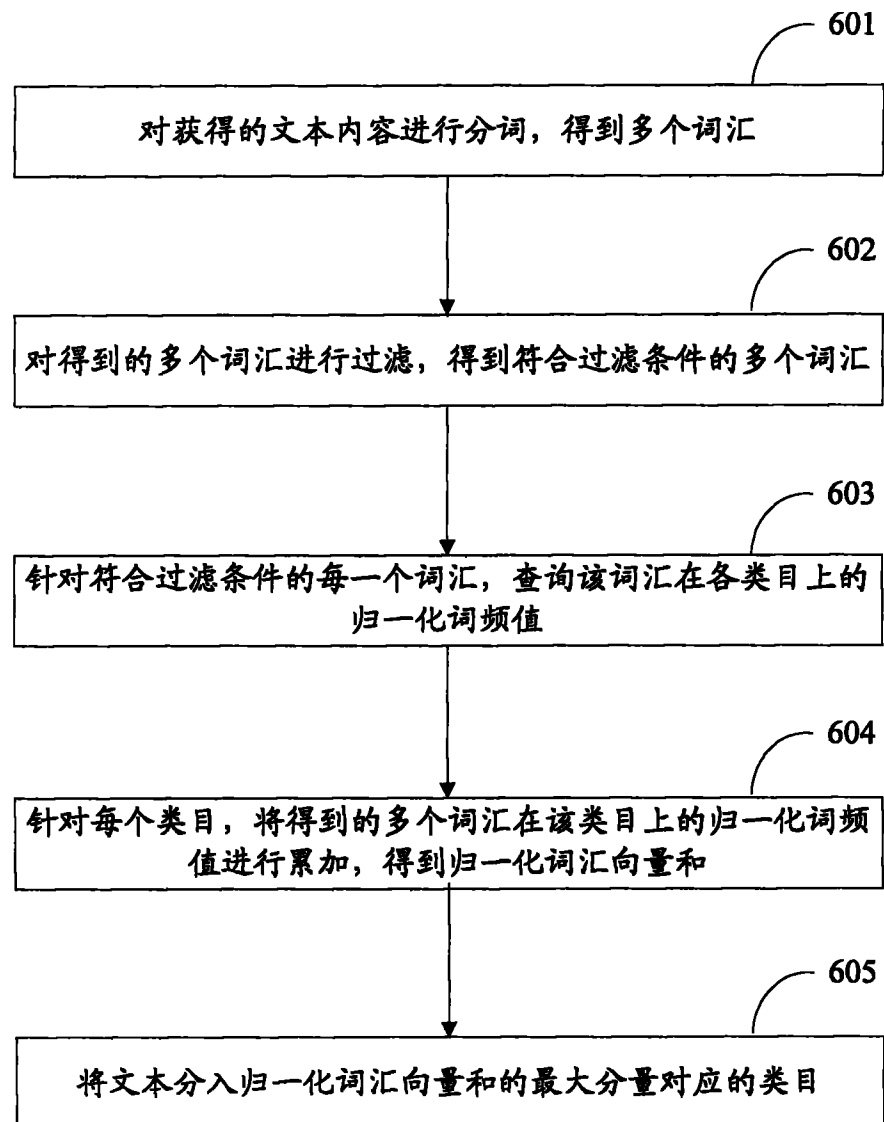 601
对获得的文本内容进行分词，得到多个词汇
602
对得到的多个词汇进行过滤，得到符合过滤条件的多个词汇
603
针对符合过滤条件的每一个词汇，查询该词汇在各类目上的
归一化词频值
604
针对每个类目，将得到的多个词汇在该类目上的归一化词频
值进行累加，得到归一化词汇向量和
605
将文本分入归一化词汇向量和的最大分量对应的类目